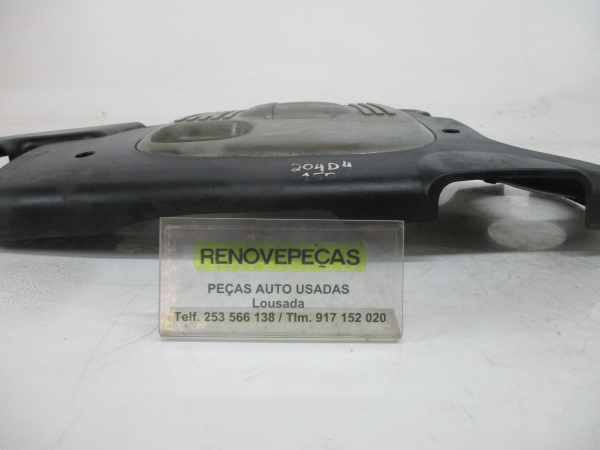 204D4
RENOVEPEÇAS
PEÇAS AUTO USADAS
Lousada
Telf. 253 566 138 / Tlm. 917 152 020